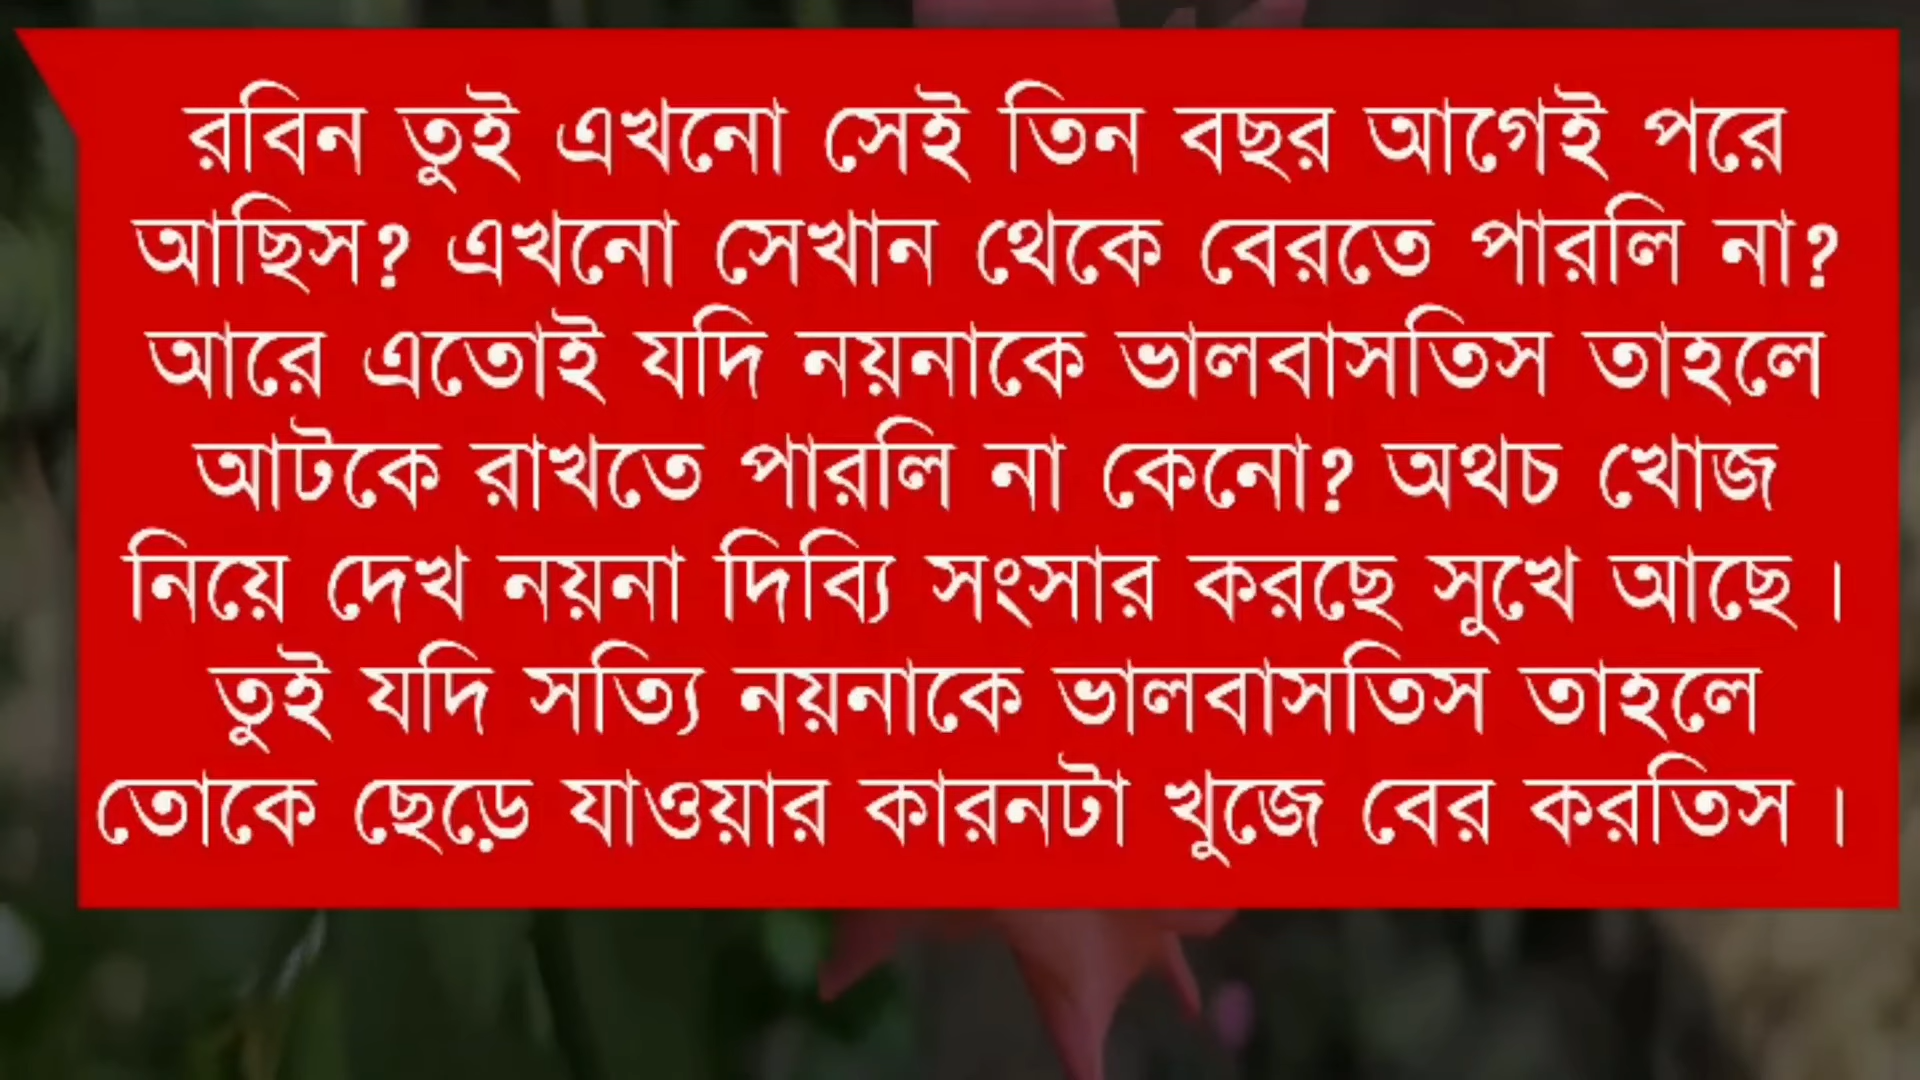 রবিন তুই এখনো সেই তিন বছর আগেই পরে
আছিস? এখনো সেখান থেকে বেরতে পারলি না?
আরে এতোই যদি নয়নাকে ভালবাসতিস তাহলে
আটকে রাখতে পারলি না কেনো? অথচ খোজ
নিয়ে দেখ নয়না দিব্যি সংসার করছে সুখে আছে।
তুই যদি সত্যি নয়নাকে ভালবাসতিস তাহলে
তোকে ছেড়ে যাওয়ার কারনটা খুজে বের করতিস।